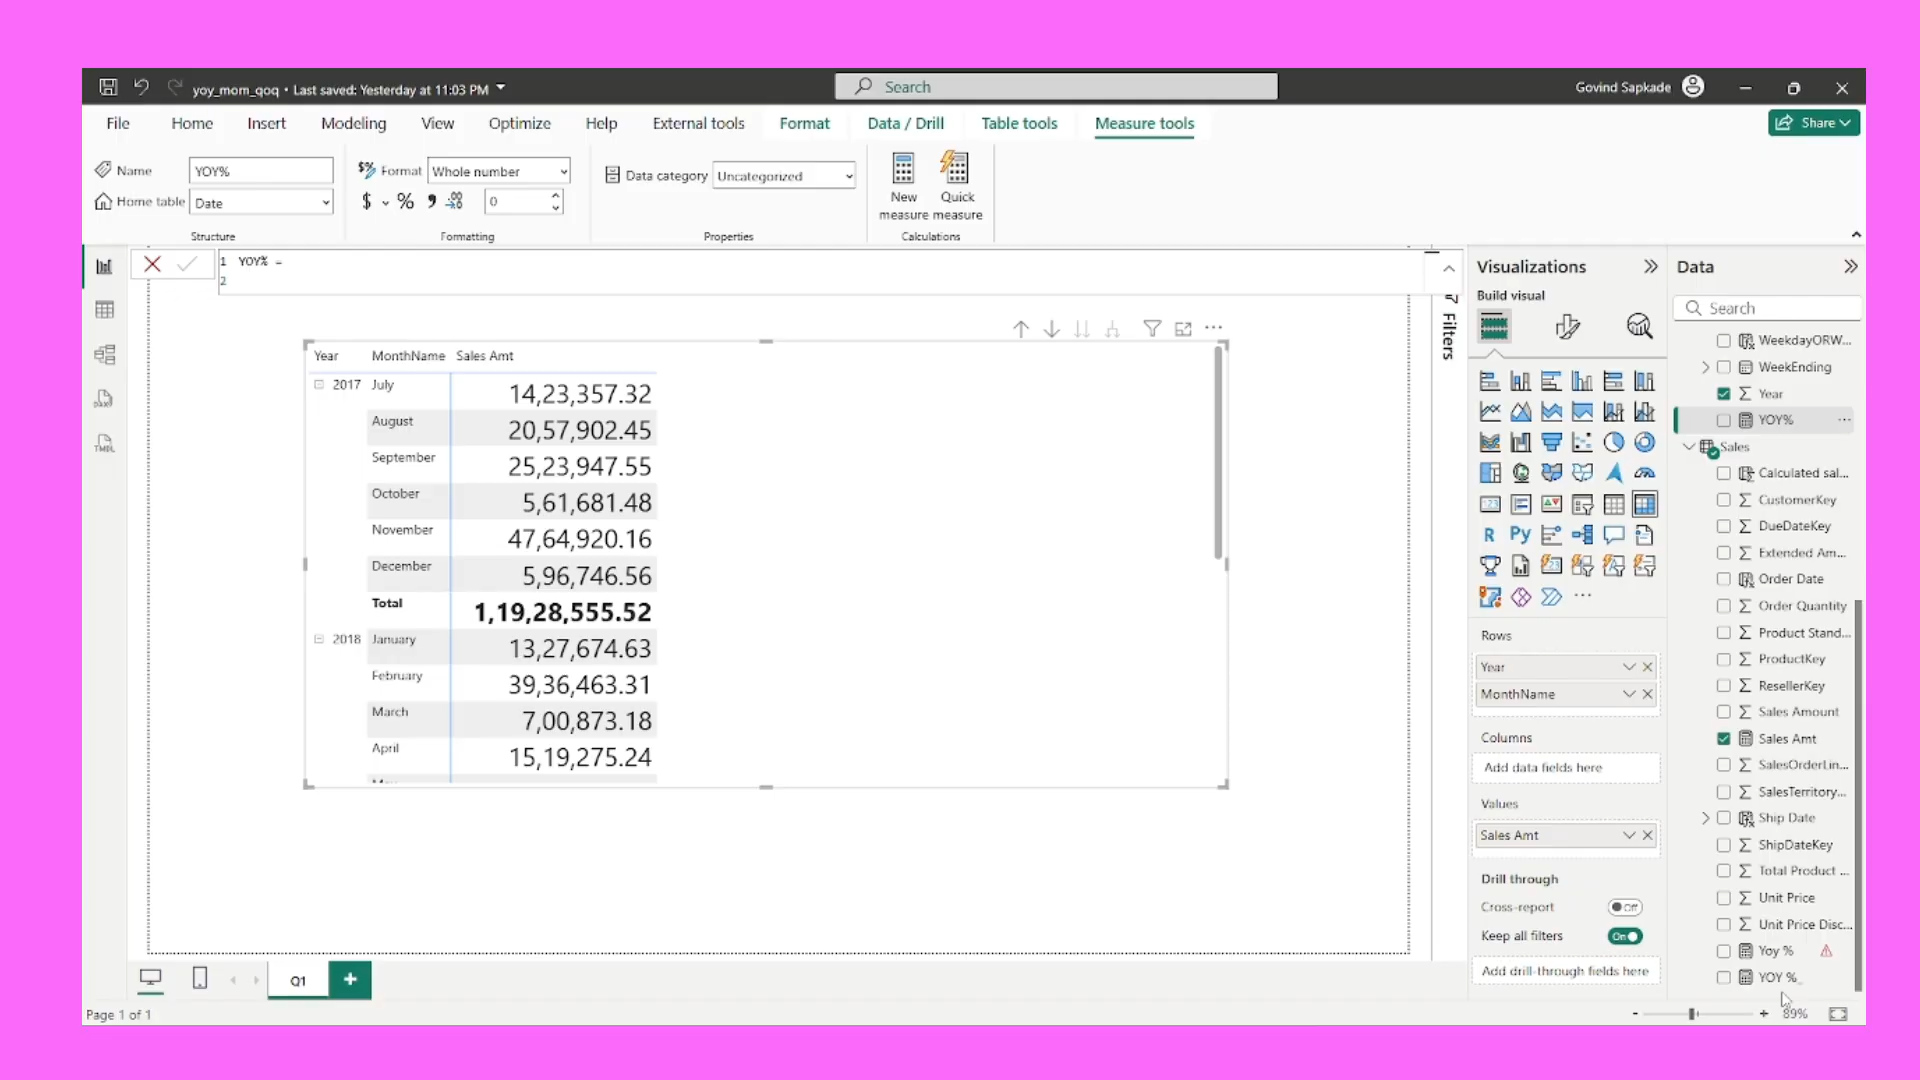 yoy_mom_qoq • Last saved: Yesterday at 11:03 PM
Search
Govind Sapkade
File Home Insert Modeling View Optimize Help External tools Format Data / Drill Table tools Measure tools
Share
Name YOY%
Format Whole number
Data category Uncategorized
New measure
Quick measure
Home table Date
$ % 0
Structure Formatting Properties Calculations
1 YOY% =
2
Year MonthName Sales Amt
2017 July 14,23,357.32
August 20,57,902.45
September 25,23,947.55
October 5,61,681.48
November 47,64,920.16
December 5,96,746.56
Total 1,19,28,555.52
2018 January 13,27,674.63
February 39,36,463.31
March 7,00,873.18
April 15,19,275.24
Filters
Visualizations
Build visual
R Py
Rows
Year
MonthName
Columns
Add data fields here
Values
Sales Amt
Drill through
Cross-report Off
Keep all filters On
Add drill-through fields here
Data
Search
WeekdayORW...
WeekEnding
Year
YOY%
Sales
Calculated sal...
CustomerKey
DueDateKey
Extended Am...
Order Date
Order Quantity
Product Stand...
ProductKey
ResellerKey
Sales Amount
Sales Amt
SalesOrderLin...
SalesTerritory...
Ship Date
ShipDateKey
Total Product ...
Unit Price
Unit Price Disc...
Yoy %
YOY %_
Q1
Page 1 of 1
- + 89%